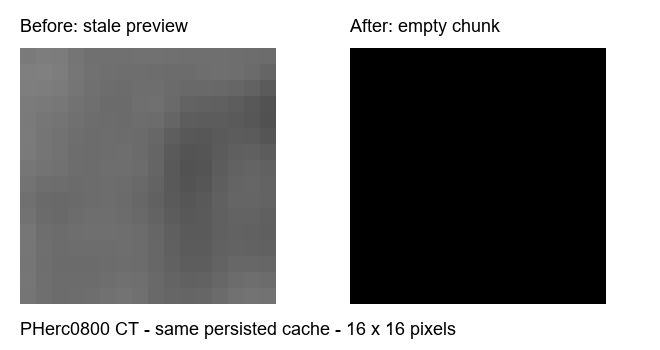 Before: stale preview
After: empty chunk
PHerc0800 CT - same persisted cache - 16 x 16 pixels